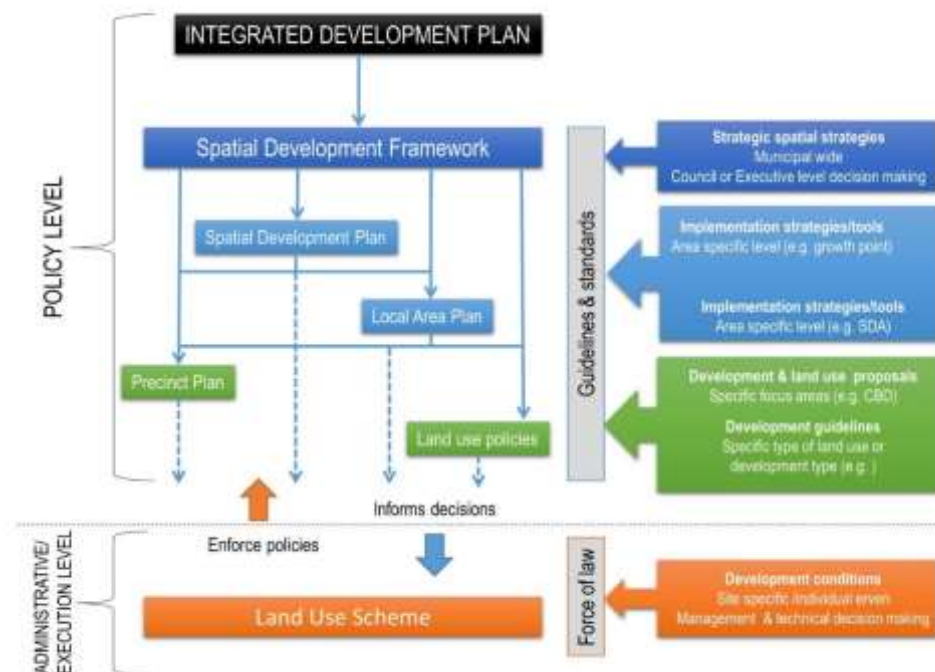 INTEGRATED DEVELOPMENT PLAN
Spatial Development Framework
Spatial Development Plan
Local Area Plan
Precinct Plan
Land use policies
POLICY LEVEL
Guidelines & standards
Strategic spatial strategies
Municipal wide
Council or Executive level decision making
Implementation strategies/tools
Area specific level (e.g. growth point)
Implementation strategies/tools
Area specific level (e.g. SDA)
Development & land use proposals
Specific focus areas (e.g. CBD)
Development guidelines
Specific type of land use or
development type (e.g. )
Informs decisions
Enforce policies
ADMINISTRATIVE/
EXECUTION LEVEL
Land Use Scheme
Force of law
Development conditions
Site specific /individual erven
Management & technical decision making